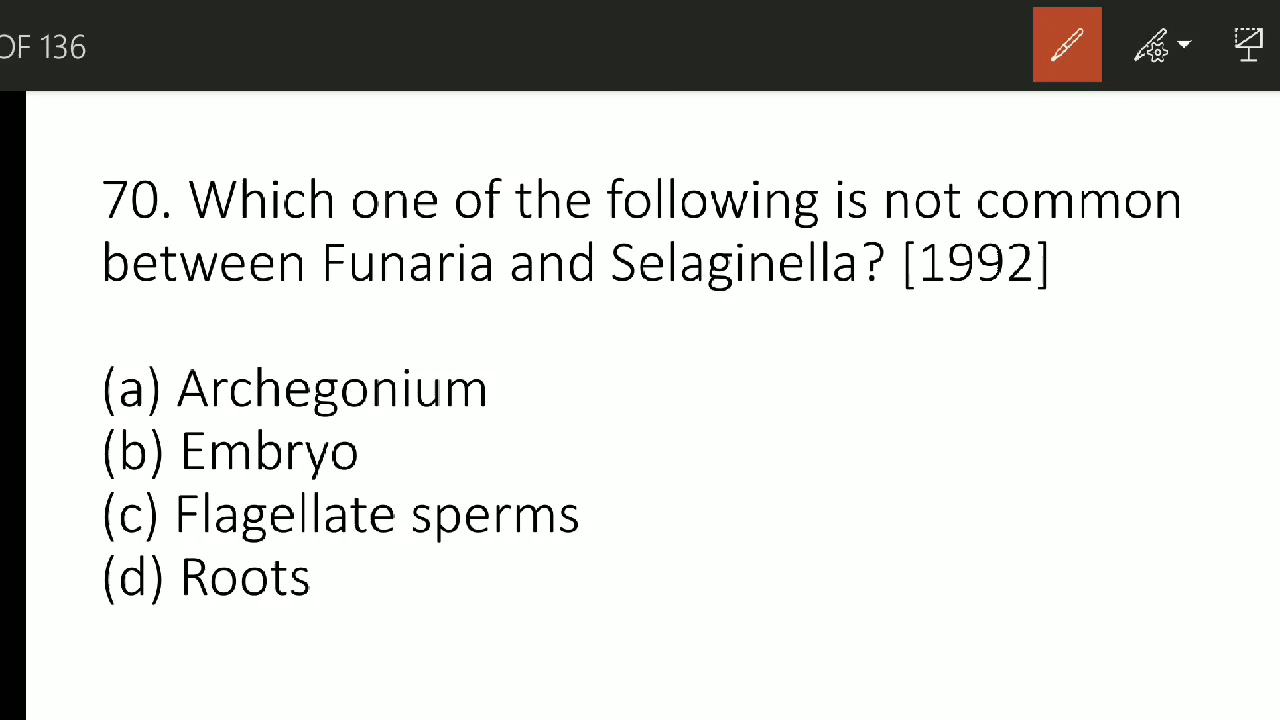 OF 136
70. Which one of the following is not common
between Funaria and Selaginella? [1992]
(a) Archegonium
(b) Embryo
(c) Flagellate sperms
(d) Roots